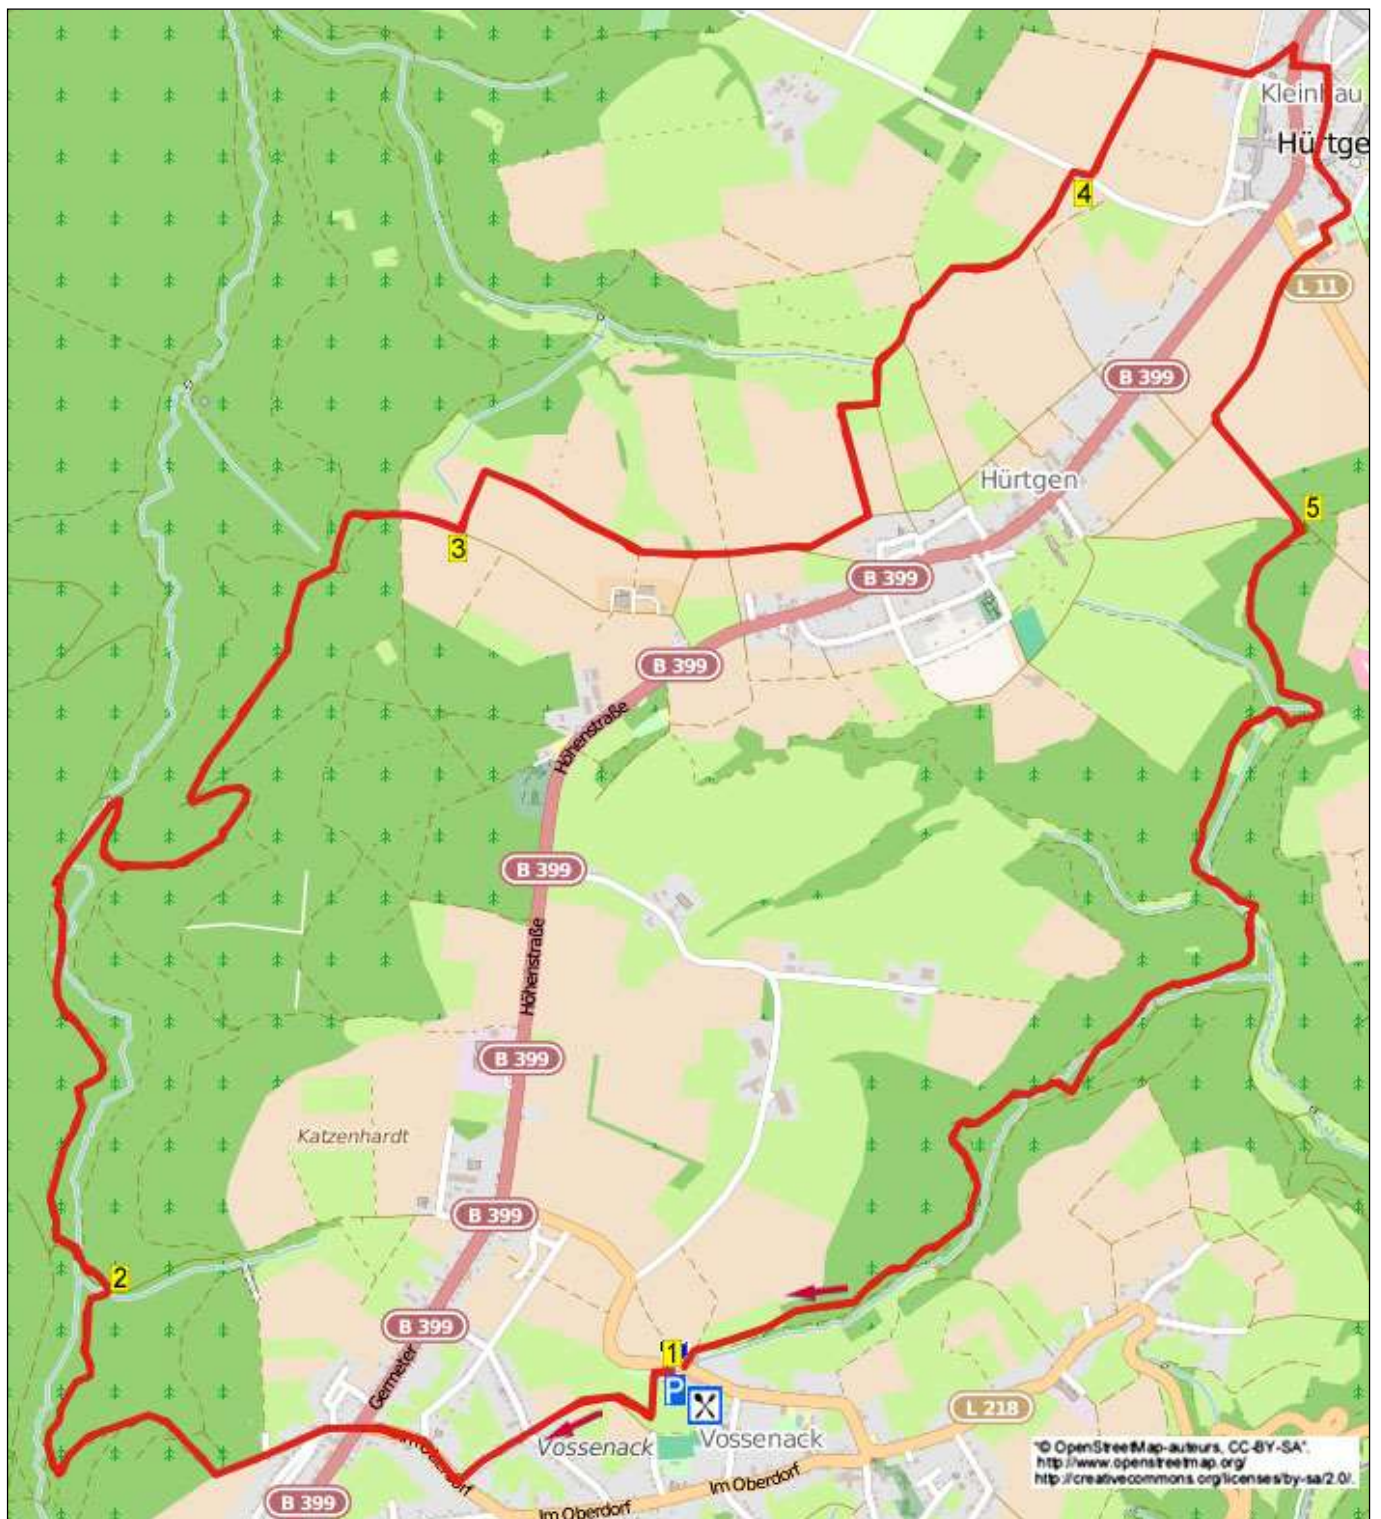 Kleinhau
Hürtge
4
L 11
B 399
Hürtgen
5
3
B 399
B 399
Höhenstraße
B 399
Höhenstraße
B 399
Katzenhardt
B 399
2
B 399
1
P
Germeter
L 218
Vossenack
Vossenack
Im Oberdorf
Im Oberdorf
B 399
"© OpenStreetMap-auteurs, CC-BY-SA".
http://www.openstreetmap.org/
http://creativecommons.org/licenses/by-sa/2.0/.